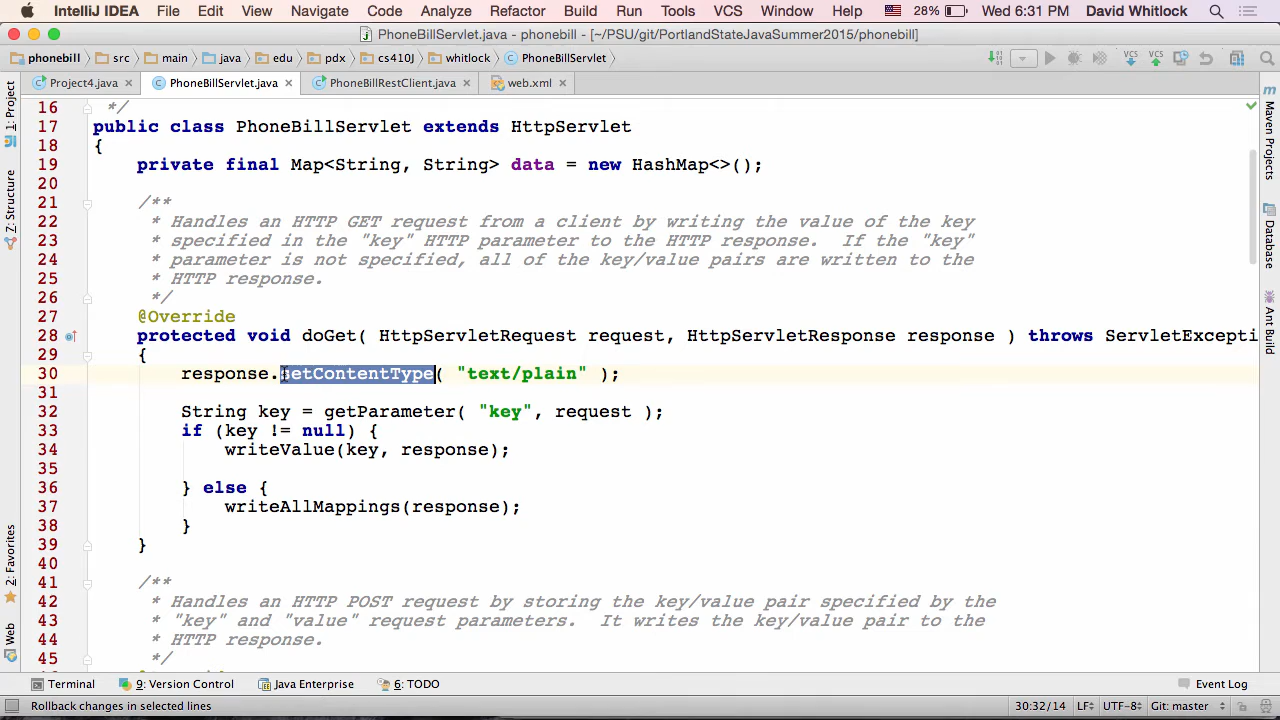 IntelliJ IDEA File Edit View Navigate Code Analyze Refactor Build Run Tools VCS Window Help 28% Wed 6:31 PM David Whitlock
PhoneBillServlet.java - phonebill - [~/PSU/git/PortlandStateJavaSummer2015/phonebill]
phonebill src main java edu pdx cs410J whitlock PhoneBillServlet VCS VCS
Project4.java PhoneBillServlet.java PhoneBillRestClient.java web.xml
1: Project
Z: Structure
2: Favorites
Web
16 */
17 public class PhoneBillServlet extends HttpServlet
18 {
19 private final Map<String, String> data = new HashMap<>();
20
21 /**
22 * Handles an HTTP GET request from a client by writing the value of the key
23 * specified in the "key" HTTP parameter to the HTTP response.  If the "key"
24 * parameter is not specified, all of the key/value pairs are written to the
25 * HTTP response.
26 */
27 @Override
28 protected void doGet( HttpServletRequest request, HttpServletResponse response ) throws ServletExcepti
29 {
30 response.setContentType( "text/plain" );
31
32 String key = getParameter( "key", request );
33 if (key != null) {
34 writeValue(key, response);
35
36 } else {
37 writeAllMappings(response);
38 }
39 }
40
41 /**
42 * Handles an HTTP POST request by storing the key/value pair specified by the
43 * "key" and "value" request parameters.  It writes the key/value pair to the
44 * HTTP response.
45 */
Maven Projects
Database
Ant Build
Terminal 9: Version Control Java Enterprise 6: TODO Event Log
Rollback changes in selected lines 30:32/14 LF UTF-8 Git: master